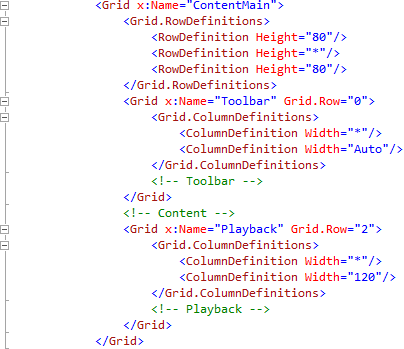 <Grid x:Name="ContentMain">
<Grid.RowDefinitions>
<RowDefinition Height="80"/>
<RowDefinition Height="*"/>
<RowDefinition Height="80"/>
</Grid.RowDefinitions>
<Grid x:Name="Toolbar" Grid.Row="0">
<Grid.ColumnDefinitions>
<ColumnDefinition Width="*"/>
<ColumnDefinition Width="Auto"/>
</Grid.ColumnDefinitions>
<!-- Toolbar -->
</Grid>
<!-- Content -->
<Grid x:Name="Playback" Grid.Row="2">
<Grid.ColumnDefinitions>
<ColumnDefinition Width="*"/>
<ColumnDefinition Width="120"/>
</Grid.ColumnDefinitions>
<!-- Playback -->
</Grid>
</Grid>